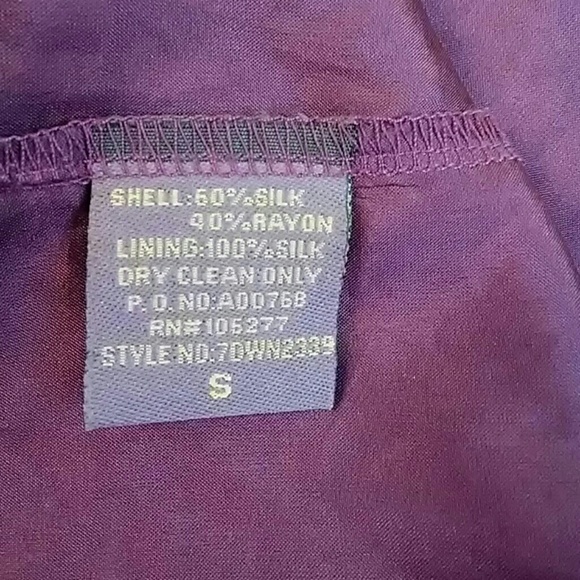 SHELL:60%SILK
40%RAYON
LINING:100%SILK
DRY CLEAN ONLY
P.O.NO:A00768
RN#106277
STYLE NO:7DWN2339
S